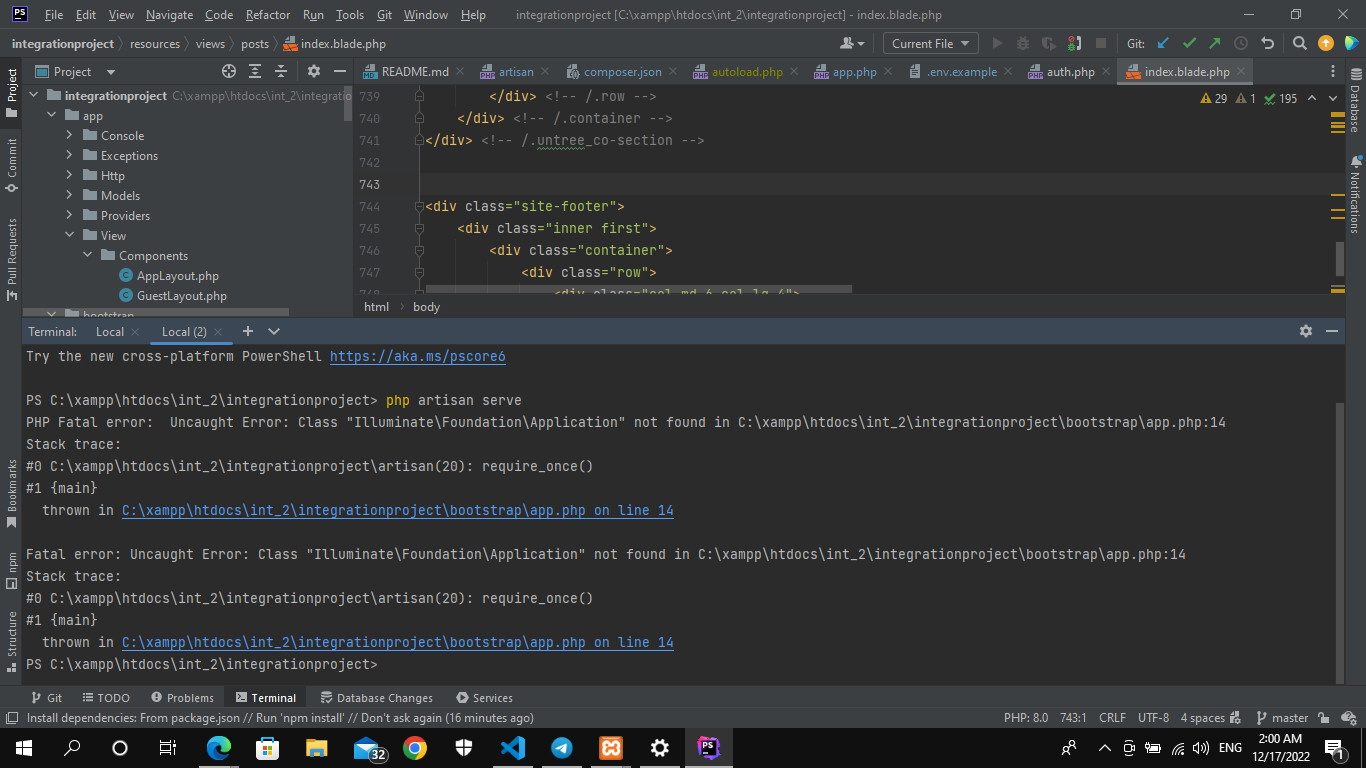 PS File Edit View Navigate Code Refactor Run Tools Git Window Help integrationproject [C:\xampp\htdocs\int_2\integrationproject] - index.blade.php
integrationproject resources views posts index.blade.php Current File Git:
Project README.md artisan composer.json autoload.php app.php .env.example auth.php index.blade.php
Project
Commit
Pull Requests
Bookmarks
npm
Structure
integrationproject C:\xampp\htdocs\int_2\integratio
app
Console
Exceptions
Http
Models
Providers
View
Components
AppLayout.php
GuestLayout.php
bootstrap
29 1 195
739 </div> <!-- /.row -->
740 </div> <!-- /.container -->
741 </div> <!-- /.untree_co-section -->
742
743
744 <div class="site-footer">
745 <div class="inner first">
746 <div class="container">
747 <div class="row">
748 <div class="col-md-6 col-lg-4">
html body
Database
Notifications
Terminal: Local Local (2)
Try the new cross-platform PowerShell https://aka.ms/pscore6
PS C:\xampp\htdocs\int_2\integrationproject> php artisan serve
PHP Fatal error:  Uncaught Error: Class "Illuminate\Foundation\Application" not found in C:\xampp\htdocs\int_2\integrationproject\bootstrap\app.php:14
Stack trace:
#0 C:\xampp\htdocs\int_2\integrationproject\artisan(20): require_once()
#1 {main}
thrown in C:\xampp\htdocs\int_2\integrationproject\bootstrap\app.php on line 14
Fatal error: Uncaught Error: Class "Illuminate\Foundation\Application" not found in C:\xampp\htdocs\int_2\integrationproject\bootstrap\app.php:14
Stack trace:
#0 C:\xampp\htdocs\int_2\integrationproject\artisan(20): require_once()
#1 {main}
thrown in C:\xampp\htdocs\int_2\integrationproject\bootstrap\app.php on line 14
PS C:\xampp\htdocs\int_2\integrationproject>
Git TODO Problems Terminal Database Changes Services
Install dependencies: From package.json // Run 'npm install' // Don't ask again (16 minutes ago) PHP: 8.0 743:1 CRLF UTF-8 4 spaces master
32 PS ENG 2:00 AM
12/17/2022 1